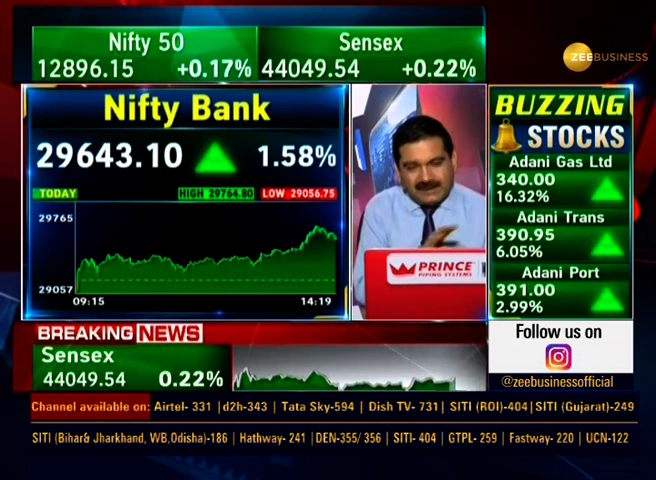 Nifty 50
12896.15 +0.17%
Sensex
44049.54 +0.22%
ZEEBUSINESS
Nifty Bank
29643.10 1.58%
TODAY HIGH 29764.80 LOW 29056.75
29765
29057
09:15 14:19
PRINCE
PIPING SYSTEMS
BUZZING
STOCKS
Adani Gas Ltd
340.00
16.32%
Adani Trans
390.95
6.05%
Adani Port
391.00
2.99%
BREAKING NEWS
Sensex
44049.54 0.22%
Follow us on
@zeebusinessofficial
Channel available on: Airtel- 331 |d2h-343 | Tata Sky-594 | Dish TV- 731| SITI (ROI)-404|SITI (Gujarat)-249
SITI (Bihar& Jharkhand, WB,Odisha)-186 | Hathway- 241 |DEN-355/ 356 | SITI- 404 | GTPL- 259 | Fastway- 220 | UCN-122